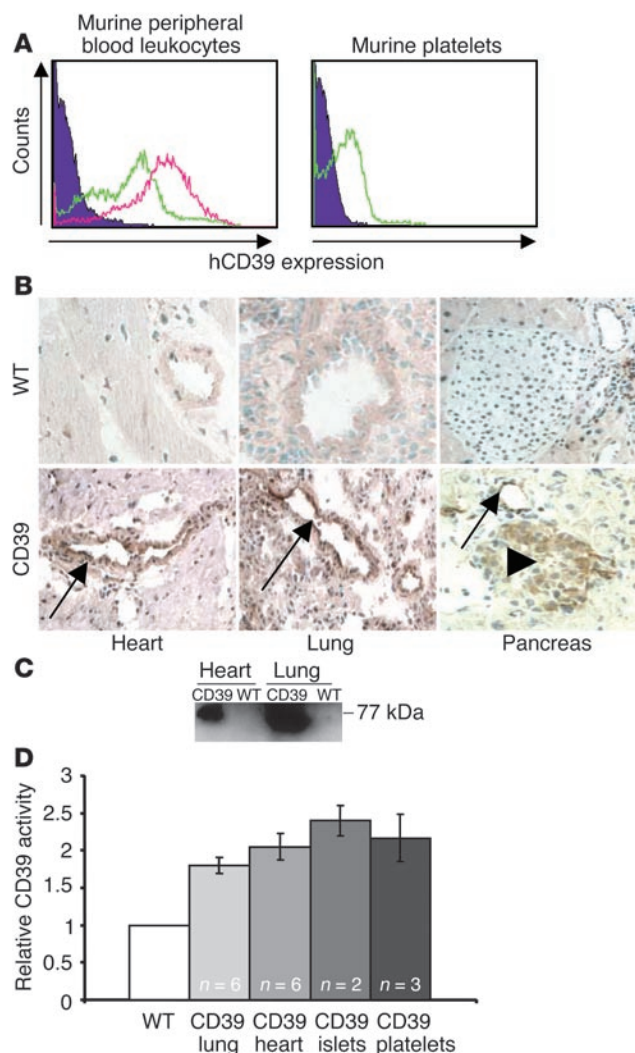 A
Murine peripheral
blood leukocytes
Murine platelets
Counts
hCD39 expression
B
WT
CD39
Heart
Lung
Pancreas
C
Heart Lung
CD39 WT CD39 WT
–77 kDa
D
Relative CD39 activity
3
2.5
2
1.5
1
0.5
0
n = 6
n = 6
n = 2
n = 3
WT
CD39 lung
CD39 heart
CD39 islets
CD39 platelets